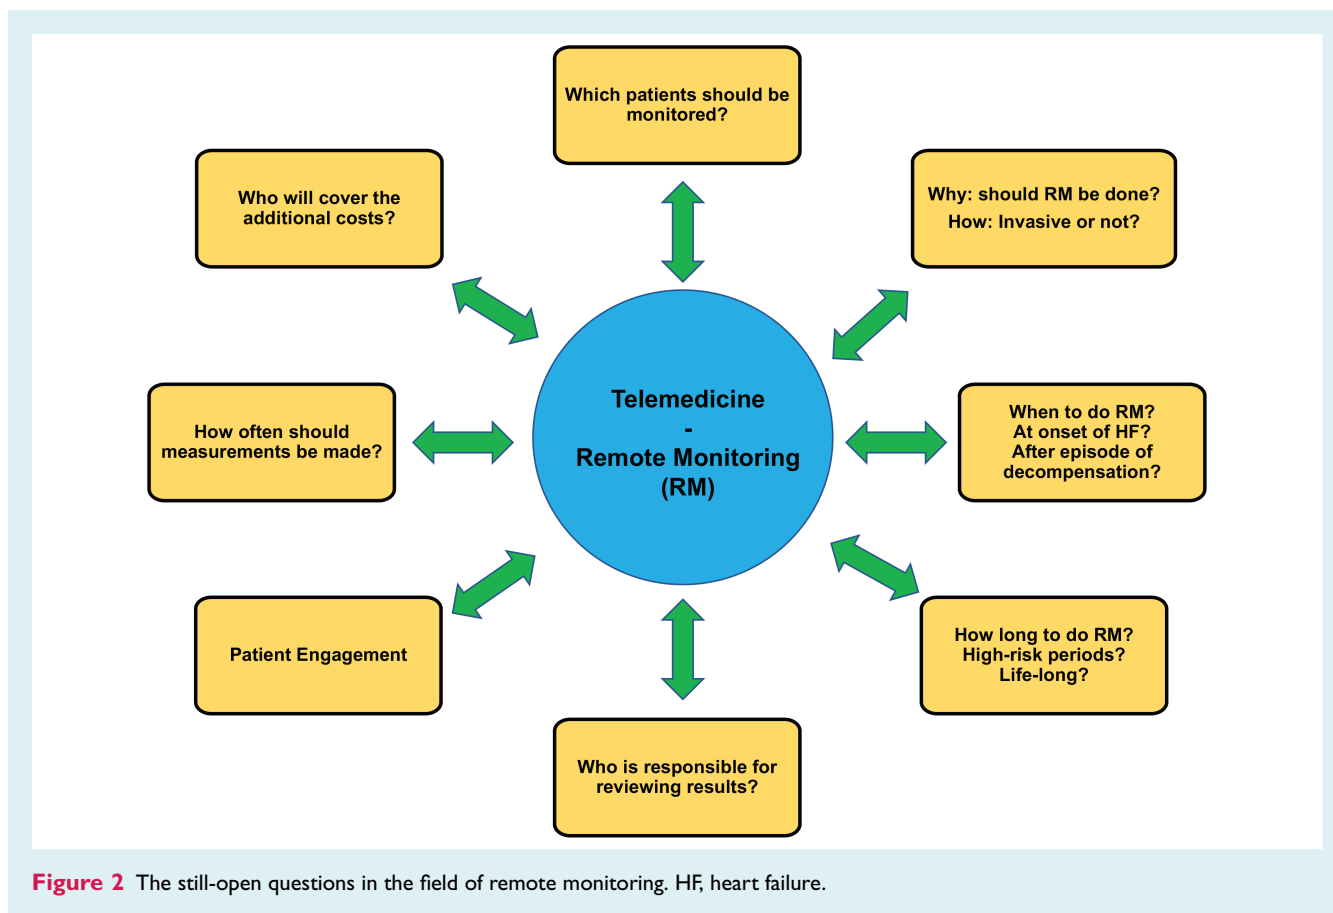 Which patients should be
monitored?
Who will cover the
additional costs?
Why: should RM be done?
How: Invasive or not?
Telemedicine
-
Remote Monitoring
(RM)
How often should
measurements be made?
When to do RM?
At onset of HF?
After episode of
decompensation?
Patient Engagement
How long to do RM?
High-risk periods?
Life-long?
Who is responsible for
reviewing results?
Figure 2 The still-open questions in the field of remote monitoring. HF, heart failure.